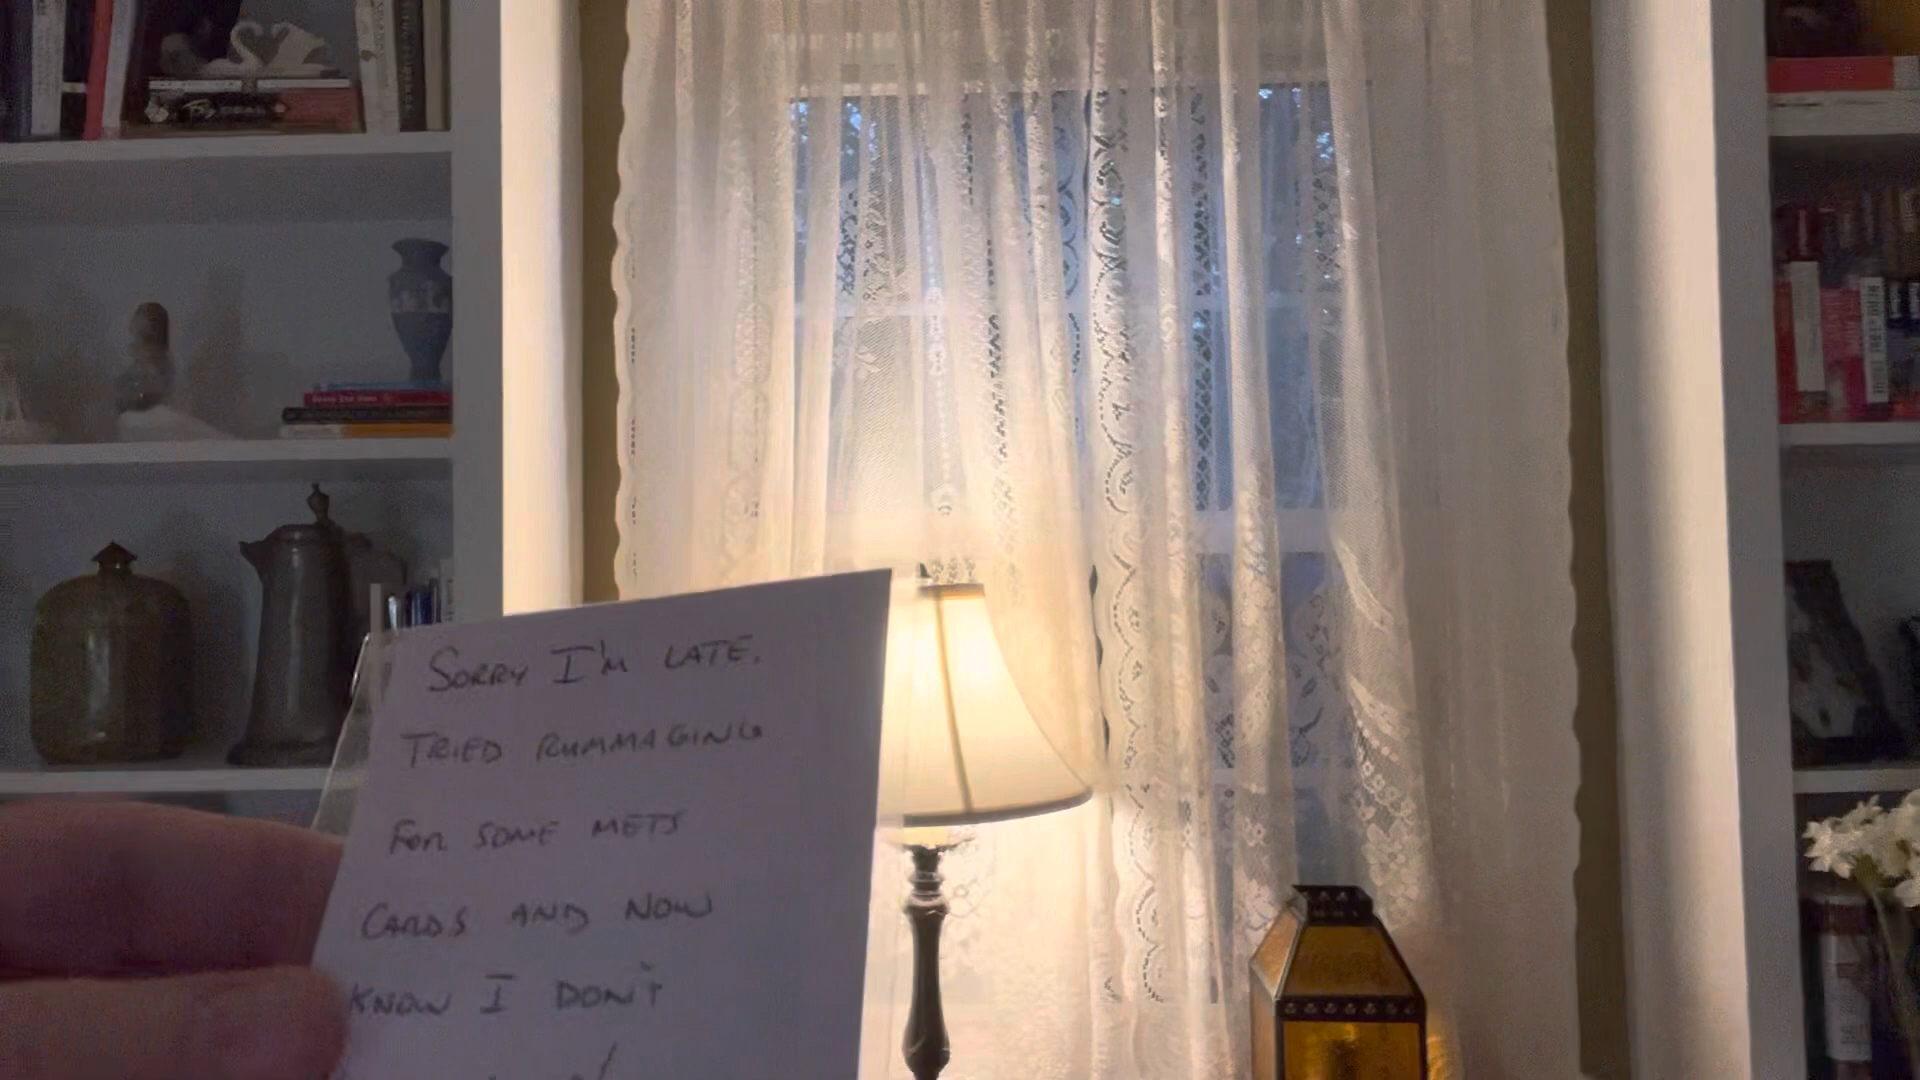 SORRY I'M LATE.
TRIED RUMMAGING
FOR SOME METS
CARDS AND NOW
KNOW I DON'T